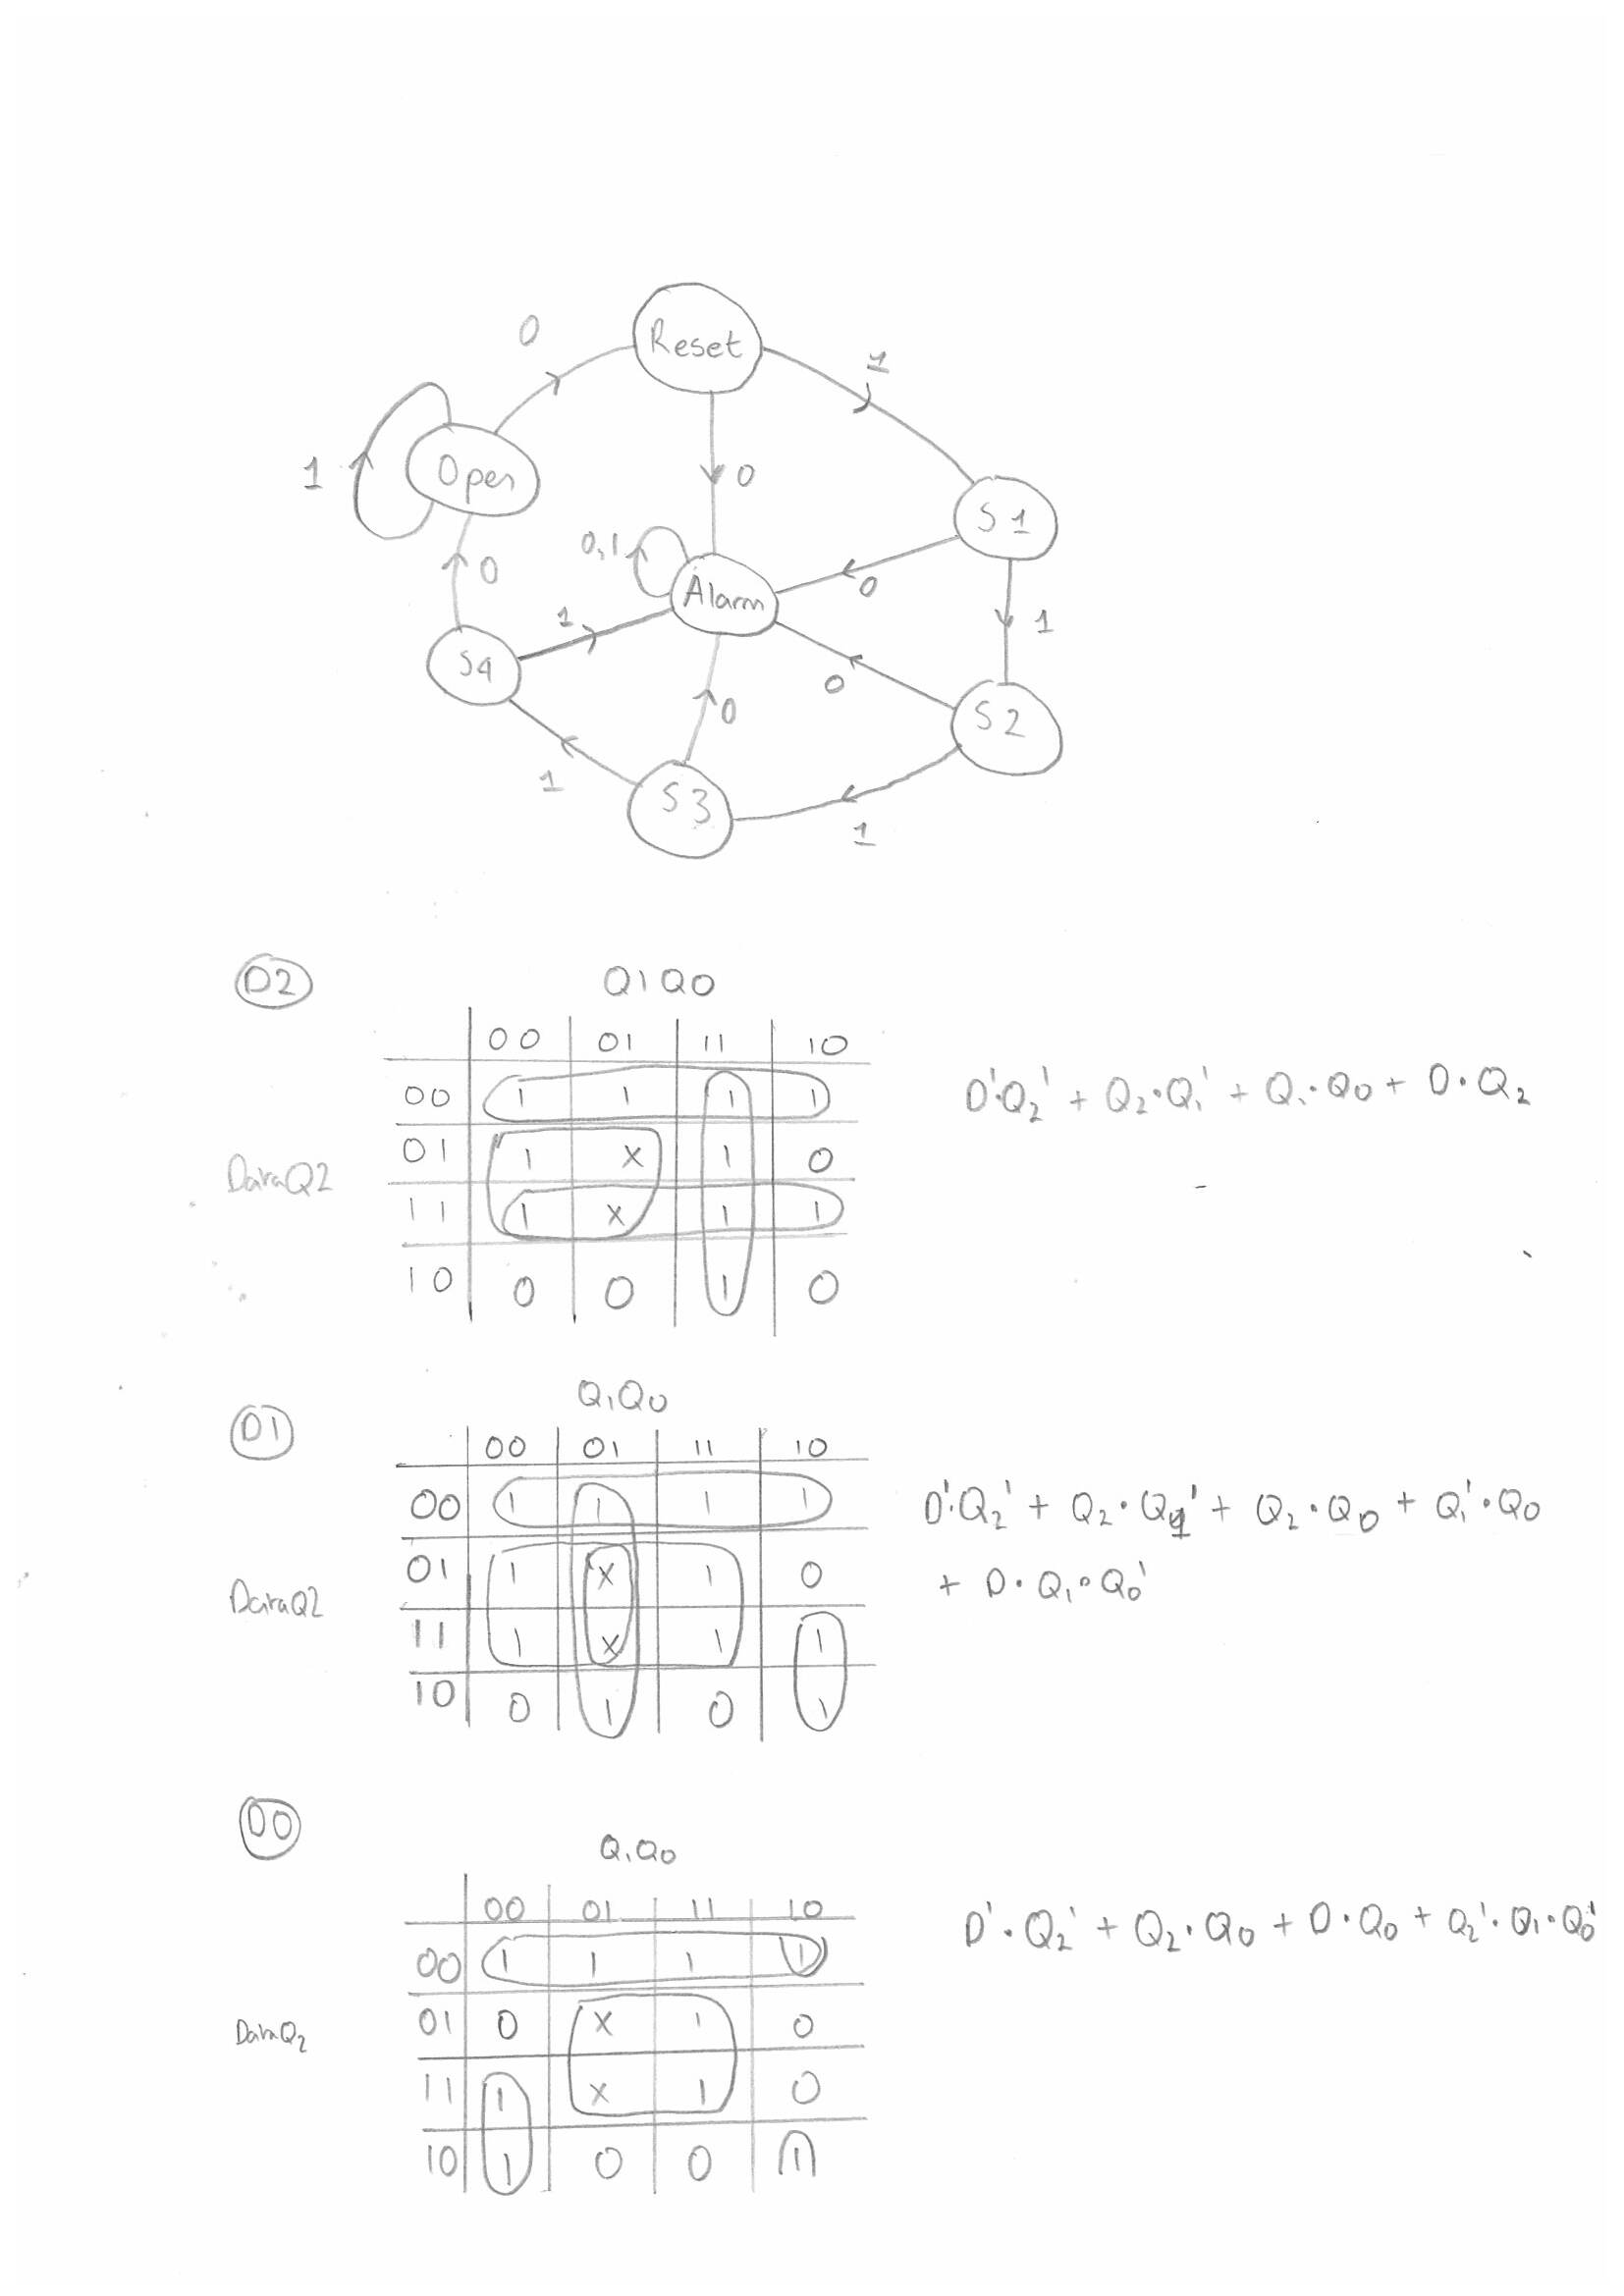 Reset
0
1
Open
1
0
S1
0,1
Alarm
0
0
1
1
S4
0
S2
0
S3
1
1
D2
Q1Q0
00 01 11 10
00 1 1 1 1
01 1 X 1 0
DataQ2
11 1 X 1 1
10 0 0 1 0
D'·Q2' + Q2·Q1' + Q1·Q0 + D·Q2
D1
Q1Q0
00 01 11 10
00 1 1 1 1
01 1 X 1 0
DataQ2
11 1 X 1 1
10 0 1 0 1
D'·Q2' + Q2·Q1' + Q2·Q0 + Q1'·Q0
+ D·Q1·Q0'
D0
Q1Q0
00 01 11 10
00 1 1 1 1
01 0 X 1 0
DataQ2
11 1 X 1 0
10 1 0 0 1
D'·Q2' + Q2·Q0 + D·Q0 + Q2'·Q1·Q0'